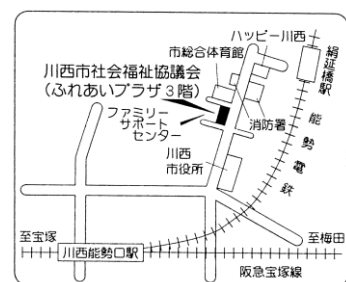 ハッピー川西
市総合体育館
絹延橋駅
川西市社会福祉協議会
(ふれあいプラザ3階)
ファミリー
サポート
センター
消防署
能勢電鉄
川西
市役所
至宝塚
至梅田
川西能勢口駅
阪急宝塚線